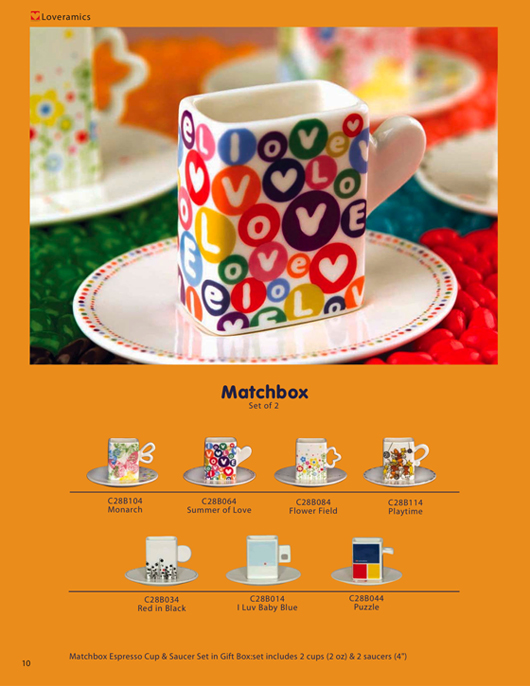 Loveramics
Matchbox
Set of 2
C28B104
Monarch
C28B064
Summer of Love
C28B084
Flower Field
C28B114
Playtime
C28B034
Red in Black
C28B014
I Luv Baby Blue
C28B044
Puzzle
Matchbox Espresso Cup & Saucer Set in Gift Box:set includes 2 cups (2 oz) & 2 saucers (4")
10